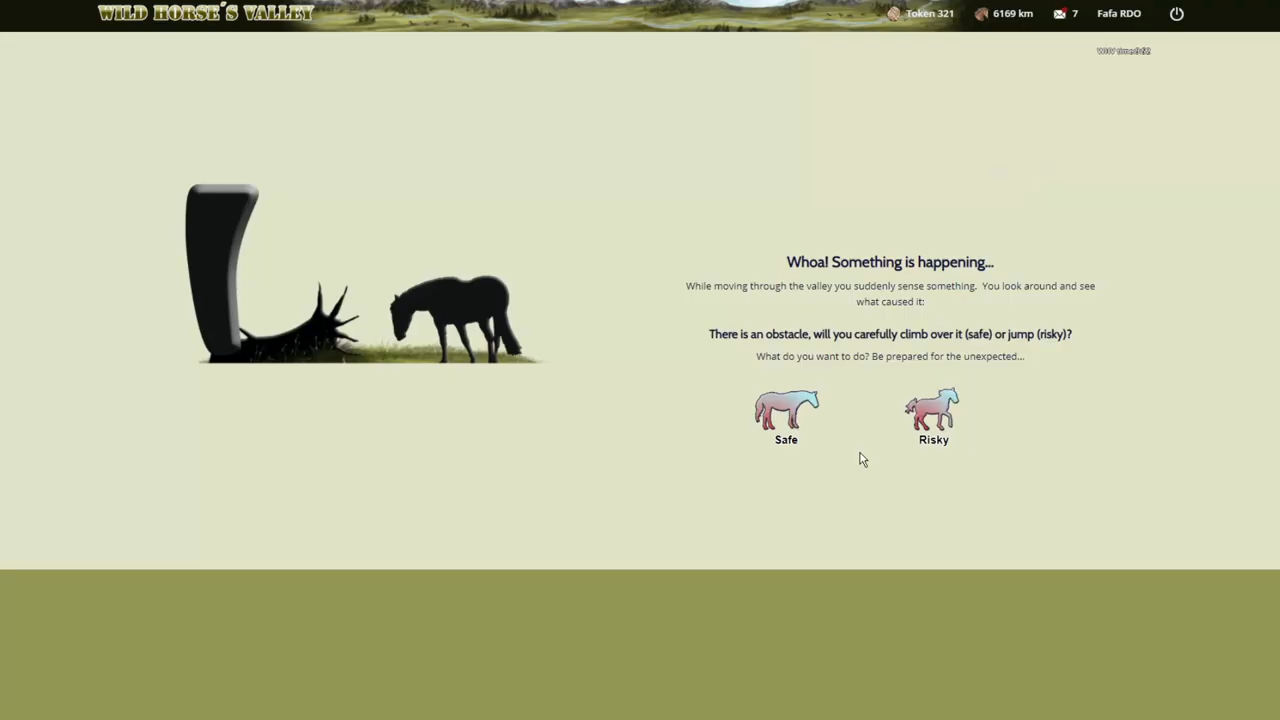 WILD HORSE'S VALLEY
Token 321
6169 km
7
Fafa RDO
Whoa! Something is happening...
While moving through the valley you suddenly sense something. You look around and see
what caused it:
There is an obstacle, will you carefully climb over it (safe) or jump (risky)?
What do you want to do? Be prepared for the unexpected...
Safe
Risky